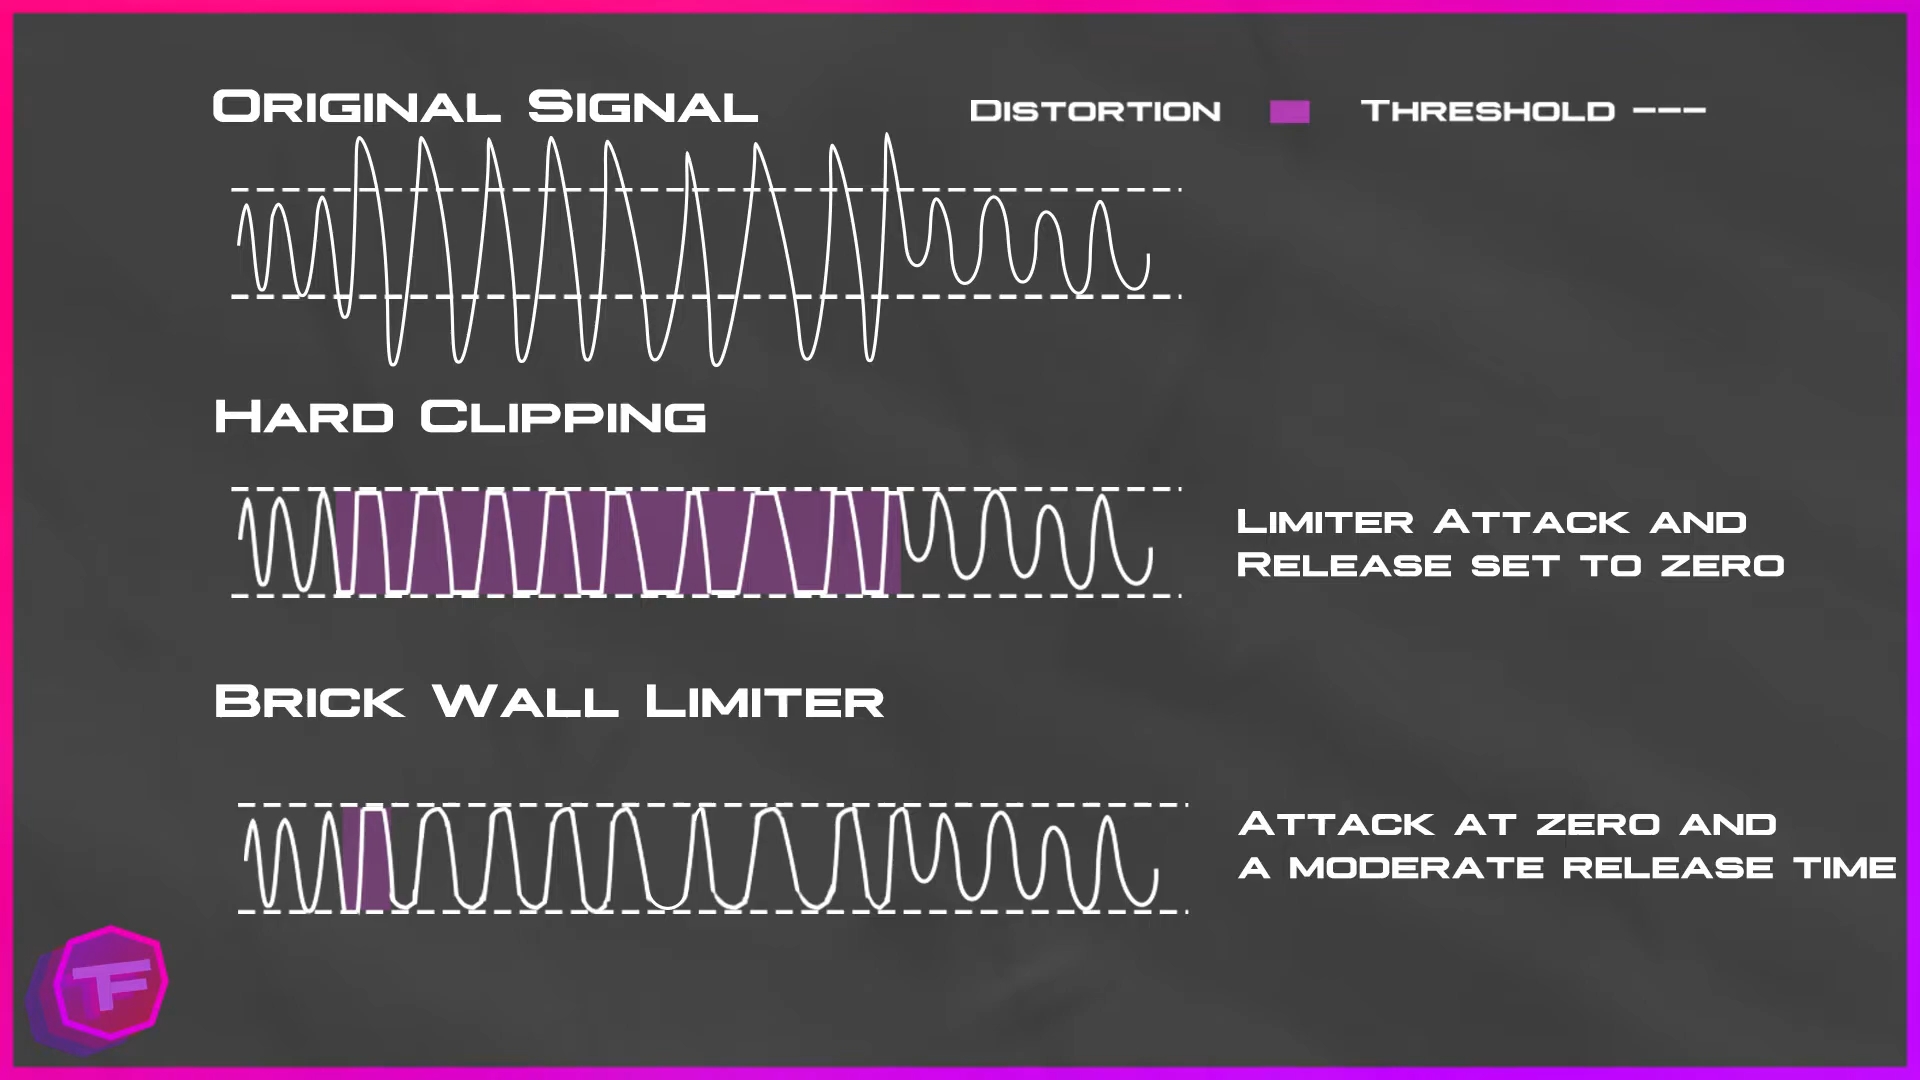 Original Signal
Distortion
Threshold ---
Hard Clipping
Limiter Attack and
Release set to zero
Brick Wall Limiter
Attack at zero and
a moderate release time
TF